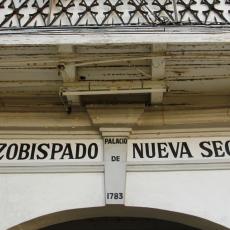 ZOBISPADO
PALACIO
DE
1783
NUEVA SEG